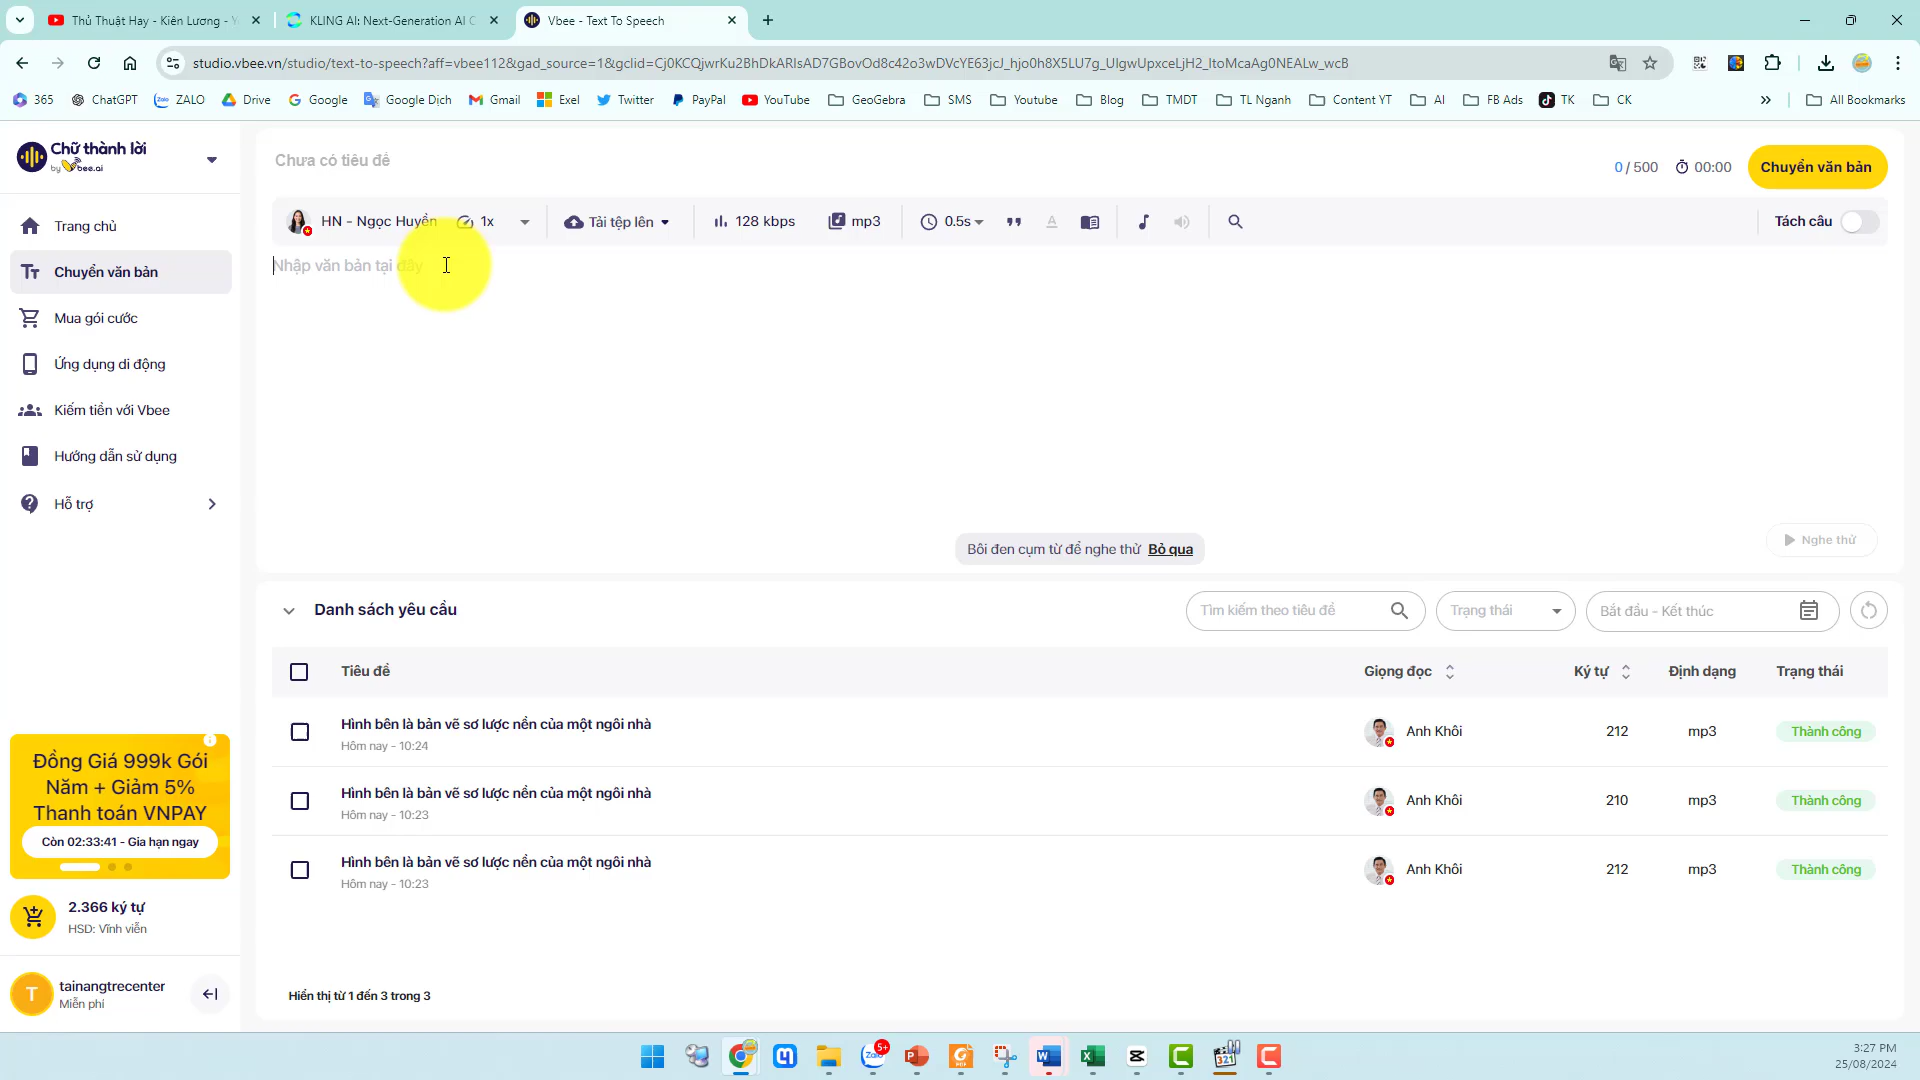 Thủ Thuật Hay - Kiên Lương - Y
KLING AI: Next-Generation AI C
Vbee - Text To Speech
studio.vbee.vn/studio/text-to-speech?aff=vbee112&gad_source=1&gclid=Cj0KCQjwrKu2BhDkARIsAD7GBovOd8c42o3wDVcYE63jcJ_hjo0h8X5LU7g_UIgwUpxceLjH2_ItoMcaAg0NEALw_wcB
365
ChatGPT
ZALO
Drive
Google
Google Dịch
Gmail
Exel
Twitter
PayPal
YouTube
GeoGebra
SMS
Youtube
Blog
TMDT
TL Nganh
Content YT
AI
FB Ads
TK
CK
All Bookmarks
Chữ thành lời
by Vbee.ai
Trang chủ
Chuyển văn bản
Mua gói cước
Ứng dụng di động
Kiếm tiền với Vbee
Hướng dẫn sử dụng
Hỗ trợ
Đồng Giá 999k Gói
Năm + Giảm 5%
Thanh toán VNPAY
Còn 02:33:41 - Gia hạn ngay
2.366 ký tự
HSD: Vĩnh viễn
T
tainangtrecenter
Miễn phí
Chưa có tiêu đề
0 / 500
00:00
Chuyển văn bản
HN - Ngọc Huyền
1x
Tải tệp lên
128 kbps
mp3
0.5s
Tách câu
Nhập văn bản tại đây
Bôi đen cụm từ để nghe thử Bỏ qua
Nghe thử
Danh sách yêu cầu
Tìm kiếm theo tiêu đề
Trạng thái
Bắt đầu - Kết thúc
Tiêu đề
Giọng đọc
Ký tự
Định dạng
Trạng thái
Hình bên là bản vẽ sơ lược nền của một ngôi nhà
Hôm nay - 10:24
Anh Khôi
212
mp3
Thành công
Hình bên là bản vẽ sơ lược nền của một ngôi nhà
Hôm nay - 10:23
Anh Khôi
210
mp3
Thành công
Hình bên là bản vẽ sơ lược nền của một ngôi nhà
Hôm nay - 10:23
Anh Khôi
212
mp3
Thành công
Hiển thị từ 1 đến 3 trong 3
Zalo
5+
321
3:27 PM
25/08/2024